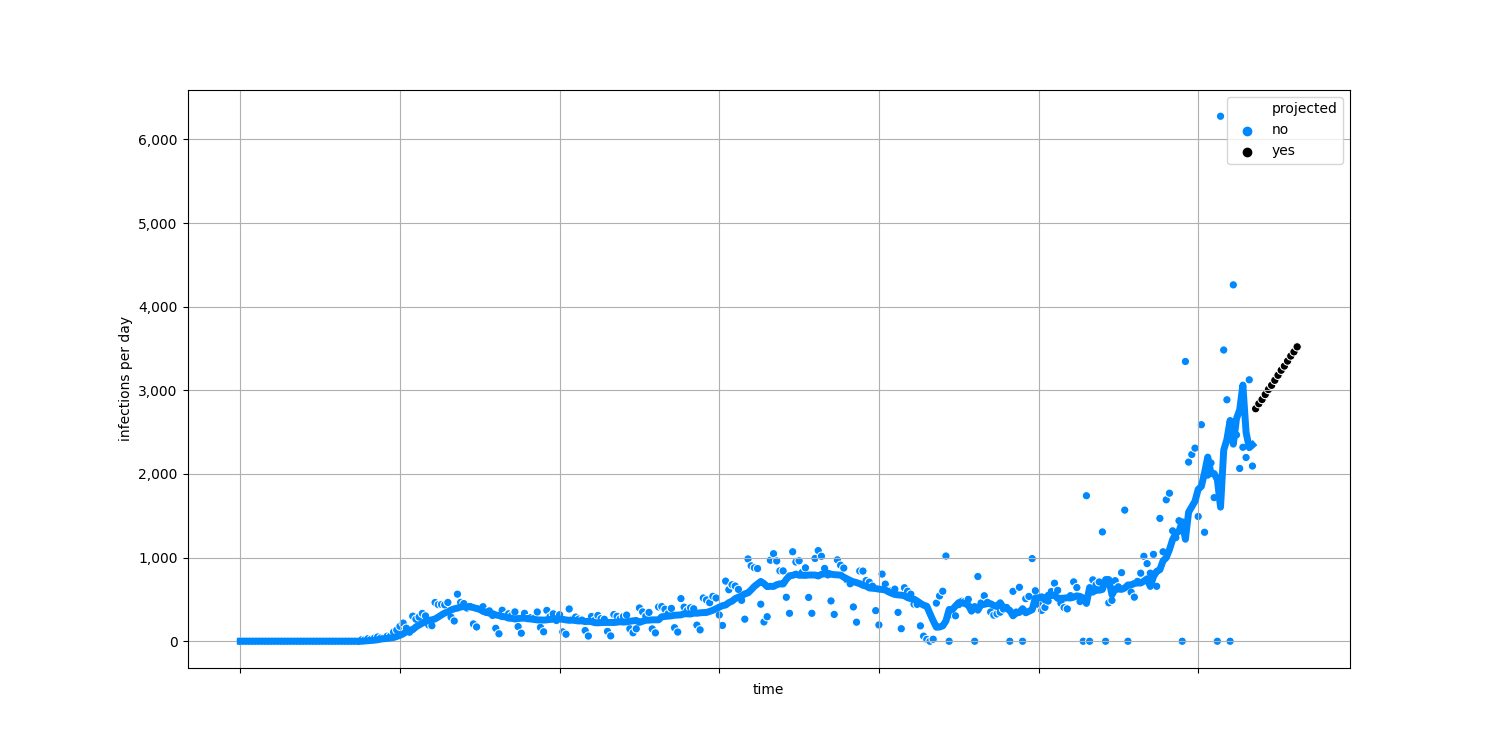 6,000
5,000
4,000
3,000
2,000
1,000
0
infections per day
time
projected
no
yes